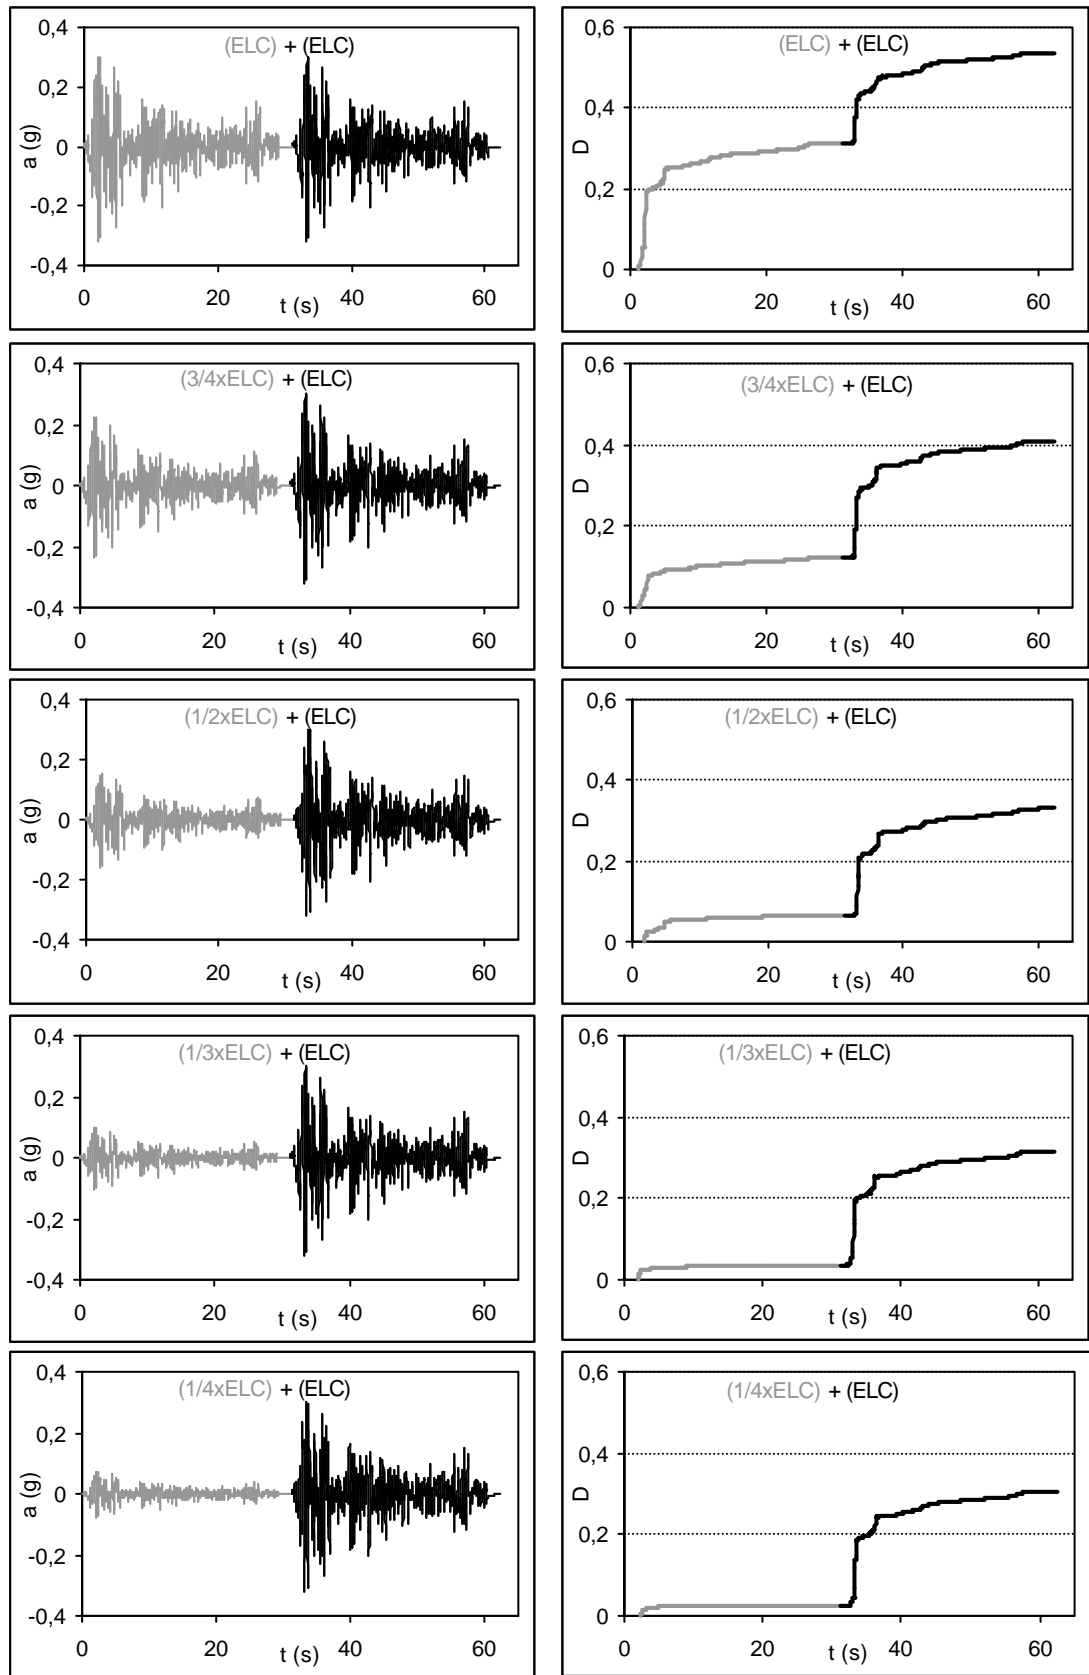 (ELC) + (ELC)
0,4
0,2
0
-0,2
-0,4
a (g)
0 20 40 60
t (s)
(ELC) + (ELC)
0,6
0,4
0,2
0
D
0 20 40 60
t (s)
(3/4xELC) + (ELC)
0,4
0,2
0
-0,2
-0,4
a (g)
0 20 40 60
t (s)
(3/4xELC) + (ELC)
0,6
0,4
0,2
0
D
0 20 40 60
t (s)
(1/2xELC) + (ELC)
0,4
0,2
0
-0,2
-0,4
a (g)
0 20 40 60
t (s)
(1/2xELC) + (ELC)
0,6
0,4
0,2
0
D
0 20 40 60
t (s)
(1/3xELC) + (ELC)
0,4
0,2
0
-0,2
-0,4
a (g)
0 20 40 60
t (s)
(1/3xELC) + (ELC)
0,6
0,4
0,2
0
D
0 20 40 60
t (s)
(1/4xELC) + (ELC)
0,4
0,2
0
-0,2
-0,4
a (g)
0 20 40 60
t (s)
(1/4xELC) + (ELC)
0,6
0,4
0,2
0
D
0 20 40 60
t (s)